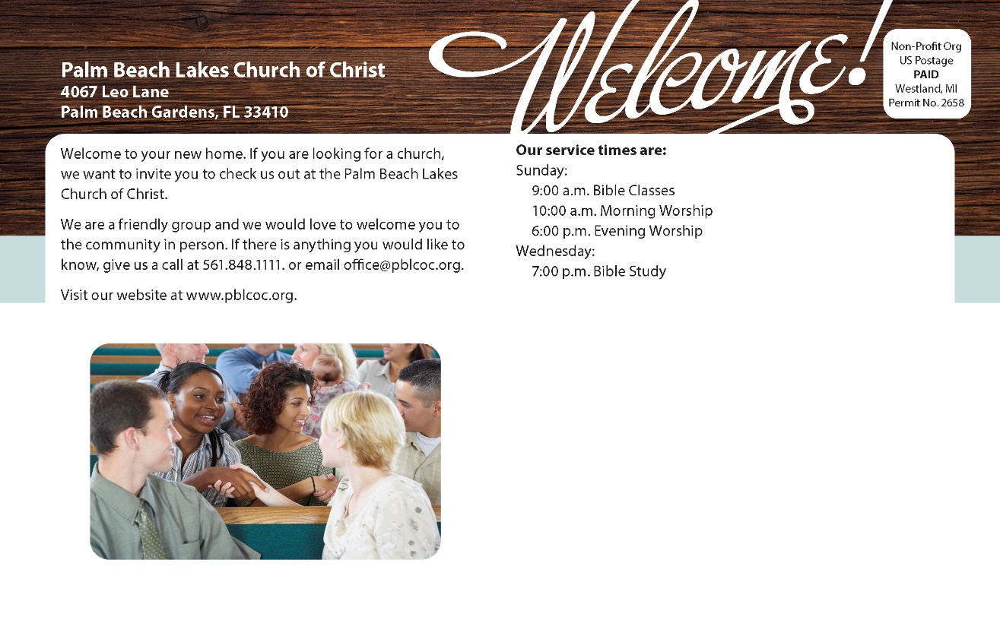 Welcome!
Palm Beach Lakes Church of Christ
4067 Leo Lane
Palm Beach Gardens, FL 33410
Non-Profit Org
US Postage
PAID
Westland, MI
Permit No. 2658
Welcome to your new home. If you are looking for a church,
we want to invite you to check us out at the Palm Beach Lakes
Church of Christ.
We are a friendly group and we would love to welcome you to
the community in person. If there is anything you would like to
know, give us a call at 561.848.1111. or email office@pblcoc.org.
Visit our website at www.pblcoc.org.
Our service times are:
Sunday:
9:00 a.m. Bible Classes
10:00 a.m. Morning Worship
6:00 p.m. Evening Worship
Wednesday:
7:00 p.m. Bible Study